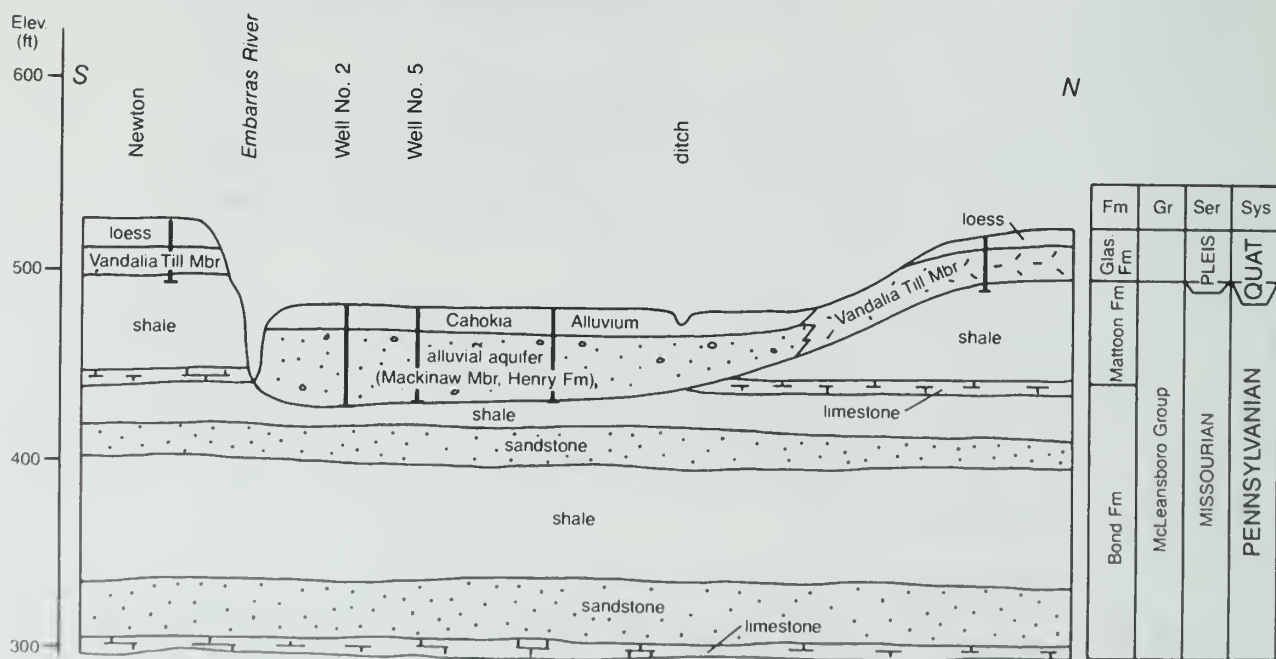 Elev.
(ft)
600
500
400
300
S
N
Newton
Embarras River
Well No. 2
Well No. 5
ditch
loess
Vandalia Till Mbr
shale
Cahokia Alluvium
alluvial aquifer
(Mackinaw Mbr, Henry Fm)
shale
loess
Vandalia Till Mbr
shale
limestone
sandstone
shale
sandstone
limestone
Fm Gr Ser Sys
Glas. Fm
PLEIS
QUAT
Mattoon Fm
Bond Fm
McLeansboro Group
MISSOURIAN
PENNSYLVANIAN